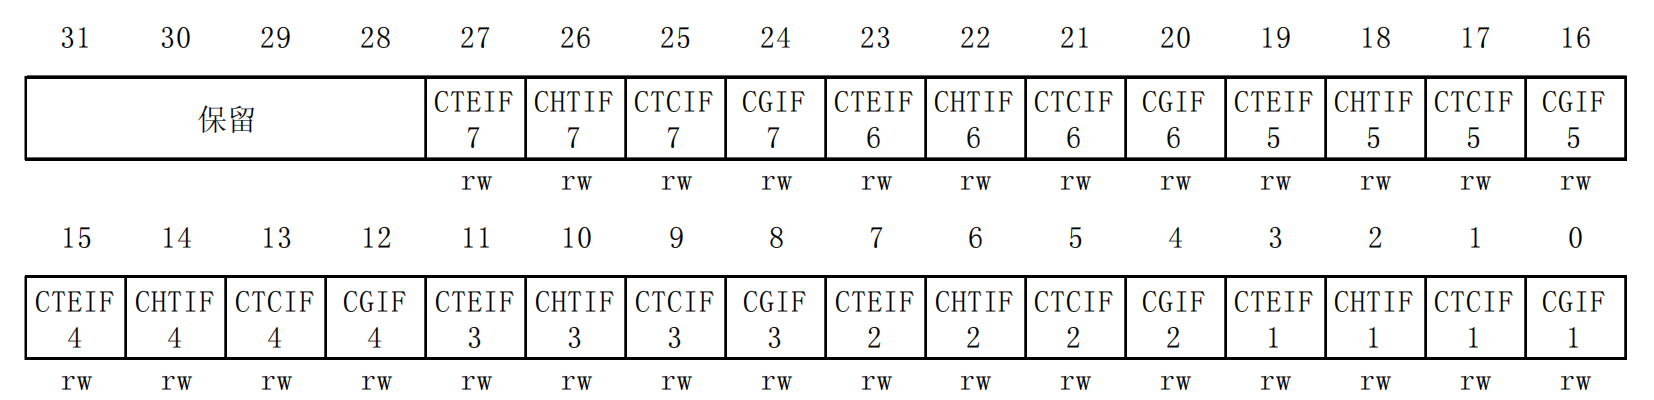 31 30 29 28 27 26 25 24 23 22 21 20 19 18 17 16
保留 CTEIF CHTIF CTCIF CGIF CTEIF CHTIF CTCIF CGIF CTEIF CHTIF CTCIF CGIF
7 7 7 7 6 6 6 6 5 5 5 5
rw rw rw rw rw rw rw rw rw rw rw rw
15 14 13 12 11 10 9 8 7 6 5 4 3 2 1 0
CTEIF CHTIF CTCIF CGIF CTEIF CHTIF CTCIF CGIF CTEIF CHTIF CTCIF CGIF CTEIF CHTIF CTCIF CGIF
4 4 4 4 3 3 3 3 2 2 2 2 1 1 1 1
rw rw rw rw rw rw rw rw rw rw rw rw rw rw rw rw